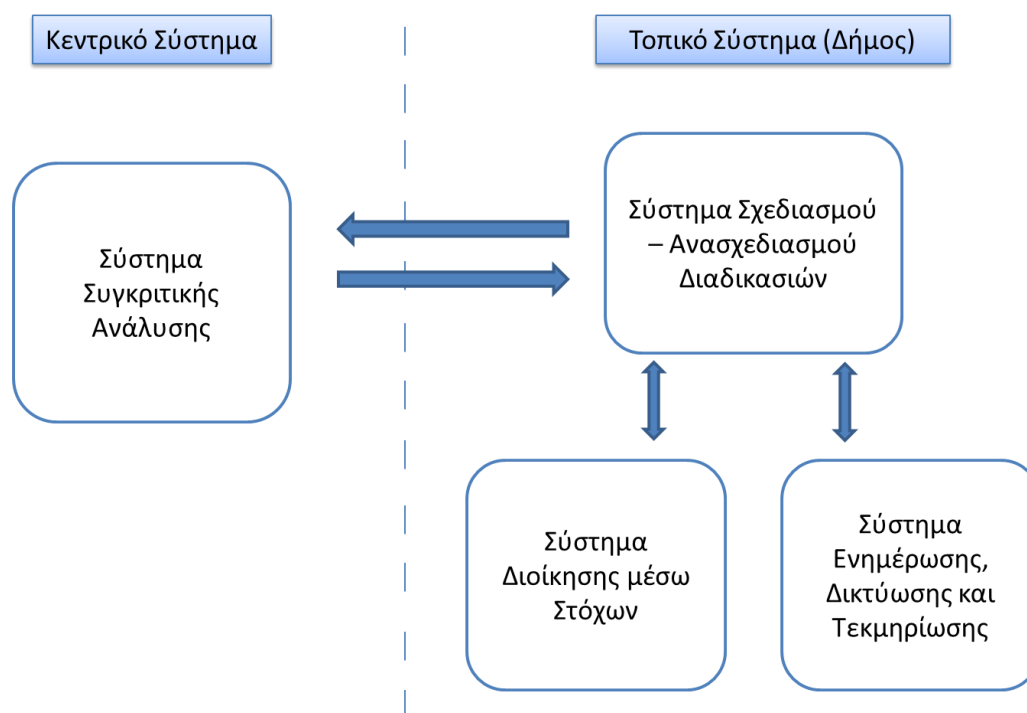 Κεντρικό Σύστημα
Τοπικό Σύστημα (Δήμος)
Σύστημα
Συγκριτικής
Ανάλυσης
Σύστημα Σχεδιασμού
– Ανασχεδιασμού
Διαδικασιών
Σύστημα
Διοίκησης μέσω
Στόχων
Σύστημα
Ενημέρωσης,
Δικτύωσης και
Τεκμηρίωσης